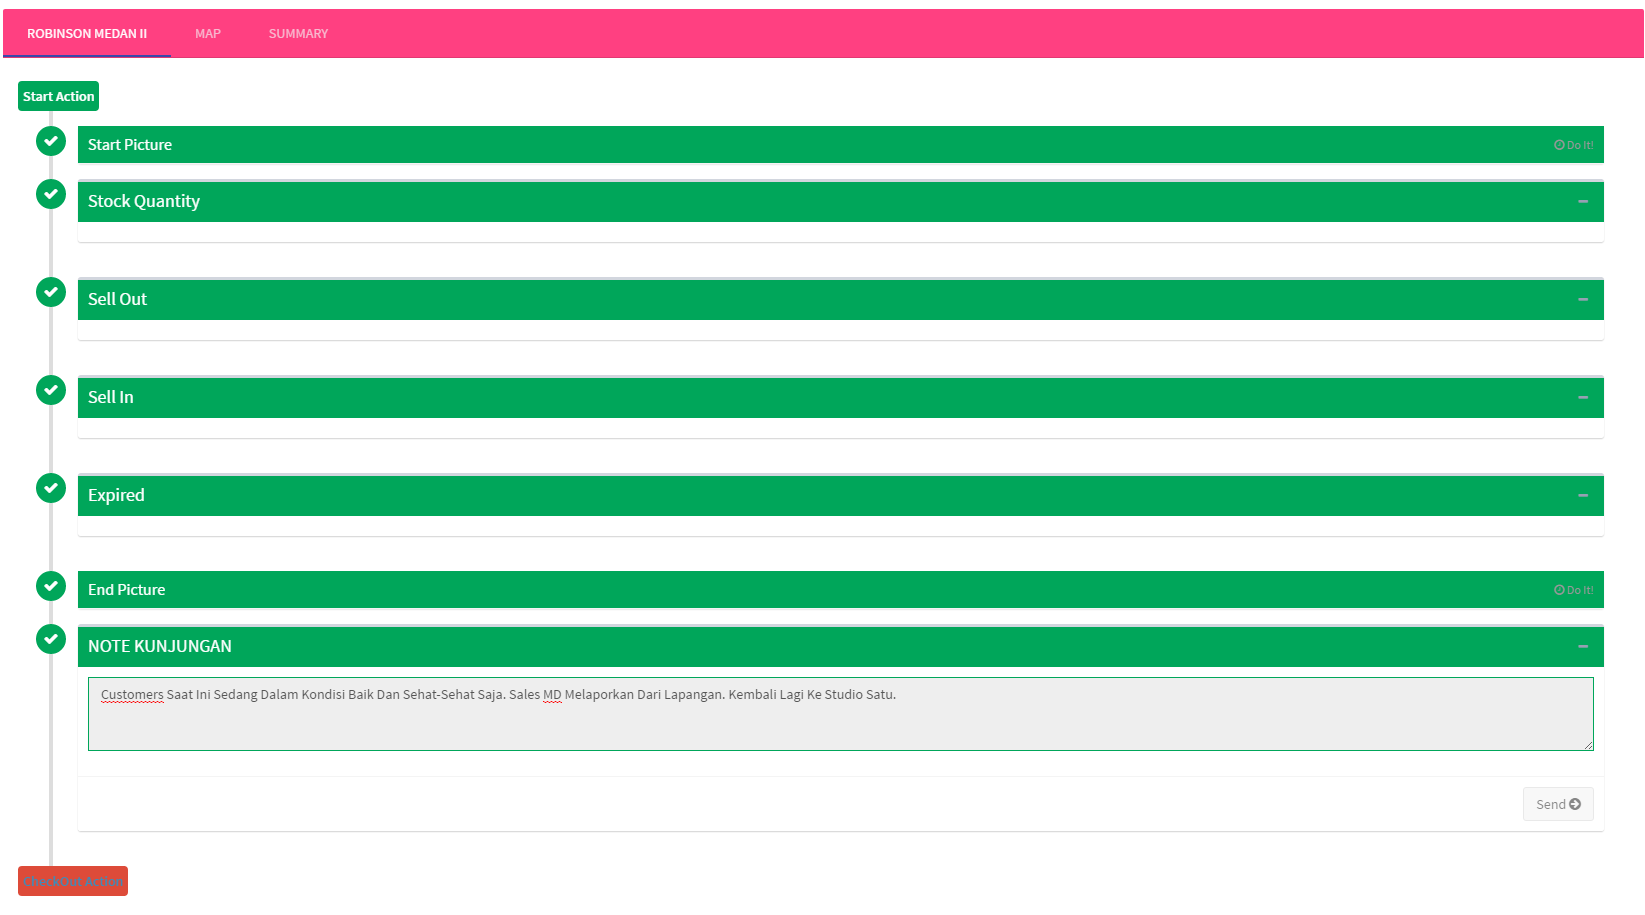 ROBINSON MEDAN II MAP SUMMARY
Start Action
Start Picture Do It!
Stock Quantity
Sell Out
Sell In
Expired
End Picture Do It!
NOTE KUNJUNGAN
Customers Saat Ini Sedang Dalam Kondisi Baik Dan Sehat-Sehat Saja. Sales MD Melaporkan Dari Lapangan. Kembali Lagi Ke Studio Satu.
Send
CheckOut Action